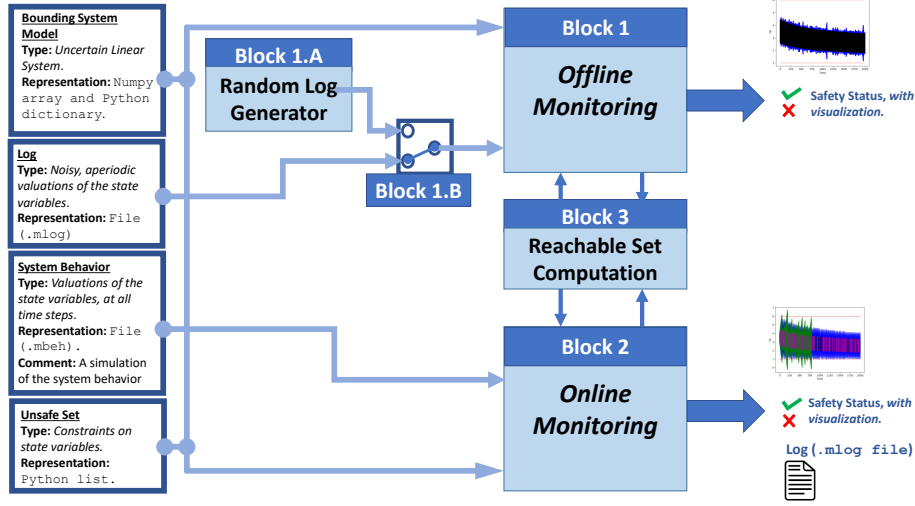 Bounding System
Model
Type: Uncertain Linear
System.
Representation: Numpy
array and Python
dictionary.
Log
Type: Noisy, aperiodic
valuations of the state
variables.
Representation: File
(.mlog)
System Behavior
Type: Valuations of the
state variables, at all
time steps.
Representation: File
(.mbeh).
Comment: A simulation
of the system behavior
Unsafe Set
Type: Constraints on
state variables.
Representation:
Python list.
Block 1.A
Random Log
Generator
Block 1.B
Block 1
Offline
Monitoring
Block 3
Reachable Set
Computation
Block 2
Online
Monitoring
Safety Status, with
visualization.
Safety Status, with
visualization.
Log (.mlog file)